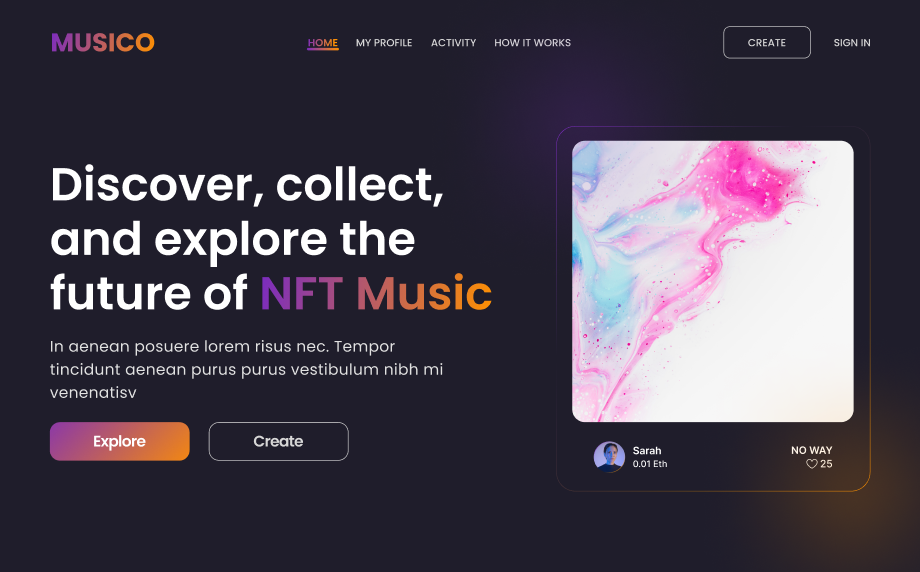 MUSICO
HOME
MY PROFILE
ACTIVITY
HOW IT WORKS
CREATE
SIGN IN
Discover, collect,
and explore the
future of NFT Music
In aenean posuere lorem risus nec. Tempor
tincidunt aenean purus purus vestibulum nibh mi
venenatisv
Explore
Create
Sarah
0.01 Eth
NO WAY
25